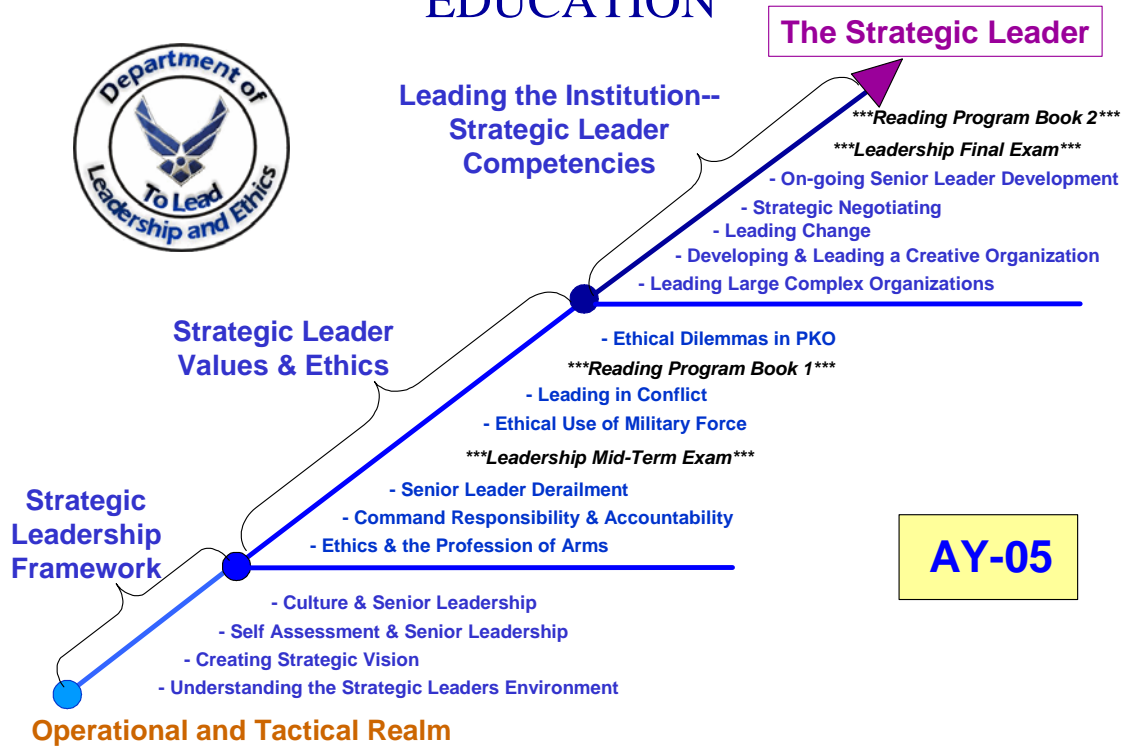 EDUCATION
The Strategic Leader
Department of
To Lead
Leadership and Ethics
Leading the Institution--
Strategic Leader
Competencies
***Reading Program Book 2***
***Leadership Final Exam***
- On-going Senior Leader Development
- Strategic Negotiating
- Leading Change
- Developing & Leading a Creative Organization
- Leading Large Complex Organizations
Strategic Leader
Values & Ethics
- Ethical Dilemmas in PKO
***Reading Program Book 1***
- Leading in Conflict
- Ethical Use of Military Force
***Leadership Mid-Term Exam***
- Senior Leader Derailment
- Command Responsibility & Accountability
- Ethics & the Profession of Arms
Strategic
Leadership
Framework
AY-05
- Culture & Senior Leadership
- Self Assessment & Senior Leadership
- Creating Strategic Vision
- Understanding the Strategic Leaders Environment
Operational and Tactical Realm